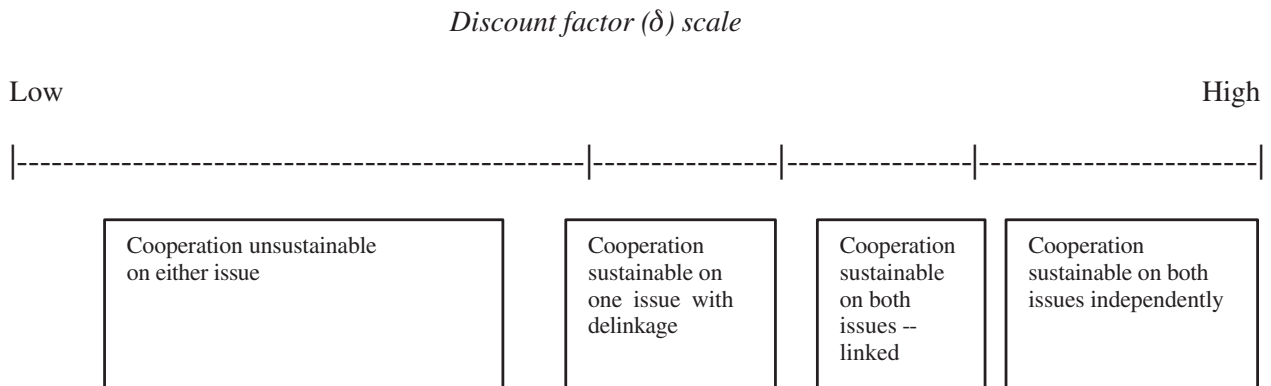 Discount factor (δ) scale
Low High
|-------------------------------------------------|----------------|----------------|------------------------|
Cooperation unsustainable
on either issue
Cooperation
sustainable on
one issue with
delinkage
Cooperation
sustainable
on both
issues --
linked
Cooperation
sustainable on both
issues independently